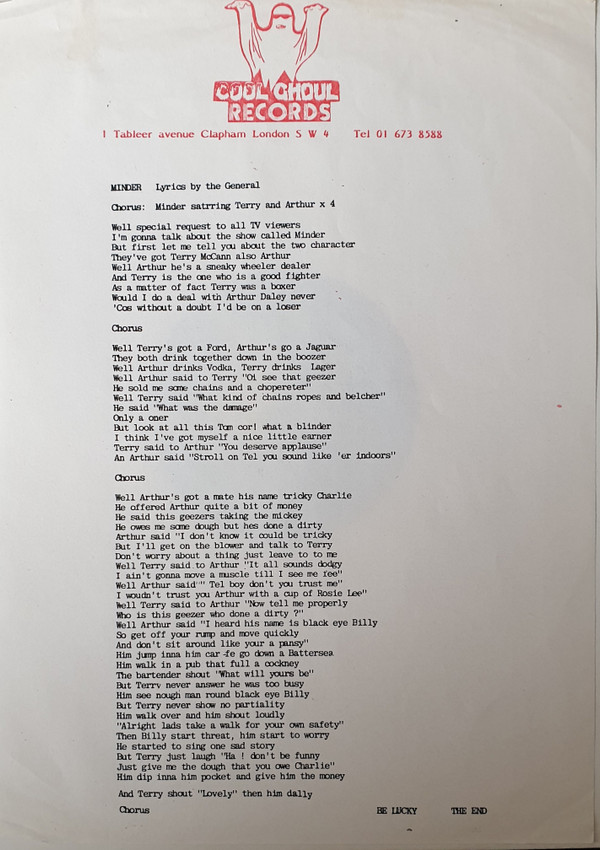 COOL GHOUL
RECORDS
1 Tableer avenue Clapham London S W 4 Tel 01 673 8588
MINDER Lyrics by the General
Chorus: Minder satrring Terry and Arthur x 4
Well special request to all TV viewers
I'm gonna talk about the show called Minder
But first let me tell you about the two character
They've got Terry McCann also Arthur
Well Arthur he's a sneaky wheeler dealer
And Terry is the one who is a good fighter
As a matter of fact Terry was a boxer
Would I do a deal with Arthur Daley never
'Cos without a doubt I'd be on a loser
Chorus
Well Terry's got a Ford, Arthur's go a Jaguar
They both drink together down in the boozer
Well Arthur drinks Vodka, Terry drinks Lager
Well Arthur said to Terry "Oi see that geezer
He sold me some chains and a chopereter"
Well Terry said "What kind of chains ropes and belcher"
He said "What was the damage"
Only a oner
But look at all this Tom cor! what a blinder
I think I've got myself a nice little earner
Terry said to Arthur "You deserve applause"
An Arthur said "Stroll on Tel you sound like 'er indoors"
Chorus
Well Arthur's got a mate his name tricky Charlie
He offered Arthur quite a bit of money
He said this geezers taking the mickey
He owes me some dough but hes done a dirty
Arthur said "I don't know it could be tricky
But I'll get on the blower and talk to Terry
Don't worry about a thing just leave to to me
Well Terry said to Arthur "It all sounds dodgy
I ain't gonna move a muscle till I see me fee"
Well Arthur said"" Tel boy don't you trust me"
I woudn't trust you Arthur with a cup of Rosie Lee"
Well Terry said to Arthur "Now tell me properly
Who is this geezer who done a dirty ?"
Well Arthur said "I heard his name is black eye Billy
So get off your rump and move quickly
And don't sit around like your a pansy"
Him jump inna him car fe go down a Battersea
Him walk in a pub that full a cockney
The bartender shout "What will yours be"
But Terry never answer he was too busy
Him see nough man round black eye Billy
But Terry never show no partiality
Him walk over and him shout loudly
"Alright lads take a walk for your own safety"
Then Billy start threat, him start to worry
He started to sing one sad story
But Terry just laugh "Ha ! don't be funny
Just give me the dough that you owe Charlie"
Him dip inna him pocket and give him the money
And Terry shout "Lovely" then him dally
Chorus BE LUCKY THE END